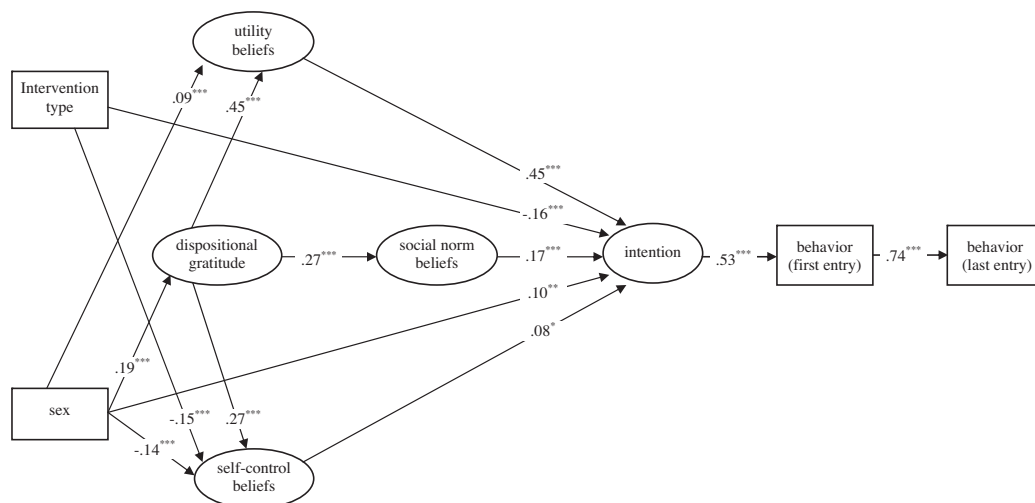 utility
beliefs
Intervention
type
.09***
.45***
.45***
-.16***
dispositional
gratitude
.27***
social norm
beliefs
.17***
intention
.53***
behavior
(first entry)
.74***
behavior
(last entry)
.10**
.08*
.19***
sex
-.15***
.27***
-.14***
self-control
beliefs